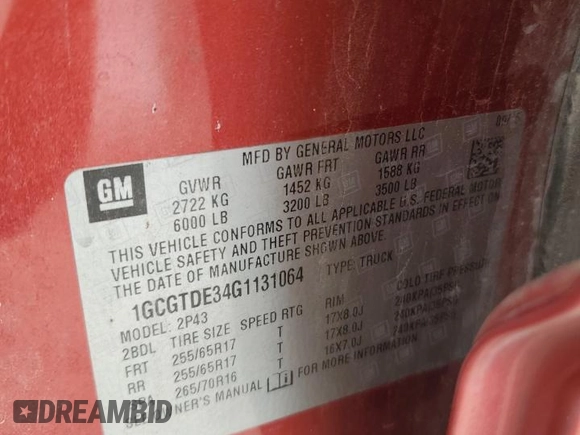 MFD BY GENERAL MOTORS LLC
GM
GVWR GAWR FRT GAWR RR
2722 KG 1452 KG 1588 KG
6000 LB 3200 LB 3500 LB
THIS VEHICLE CONFORMS TO ALL APPLICABLE U.S. FEDERAL MOTOR
VEHICLE SAFETY AND THEFT PREVENTION STANDARDS IN EFFECT ON
THE DATE OF MANUFACTURE SHOWN ABOVE.
1GCGTDE34G1131064 TYPE: TRUCK
MODEL: 2P43
2BDL TIRE SIZE SPEED RTG RIM COLD TIRE
FRT 255/65R17 T 17X8.0J
RR 255/65R17 T 17X8.0J
265/70R16 T 16X7.0J
MANUAL FOR MORE INFORMATION
DREAMBID